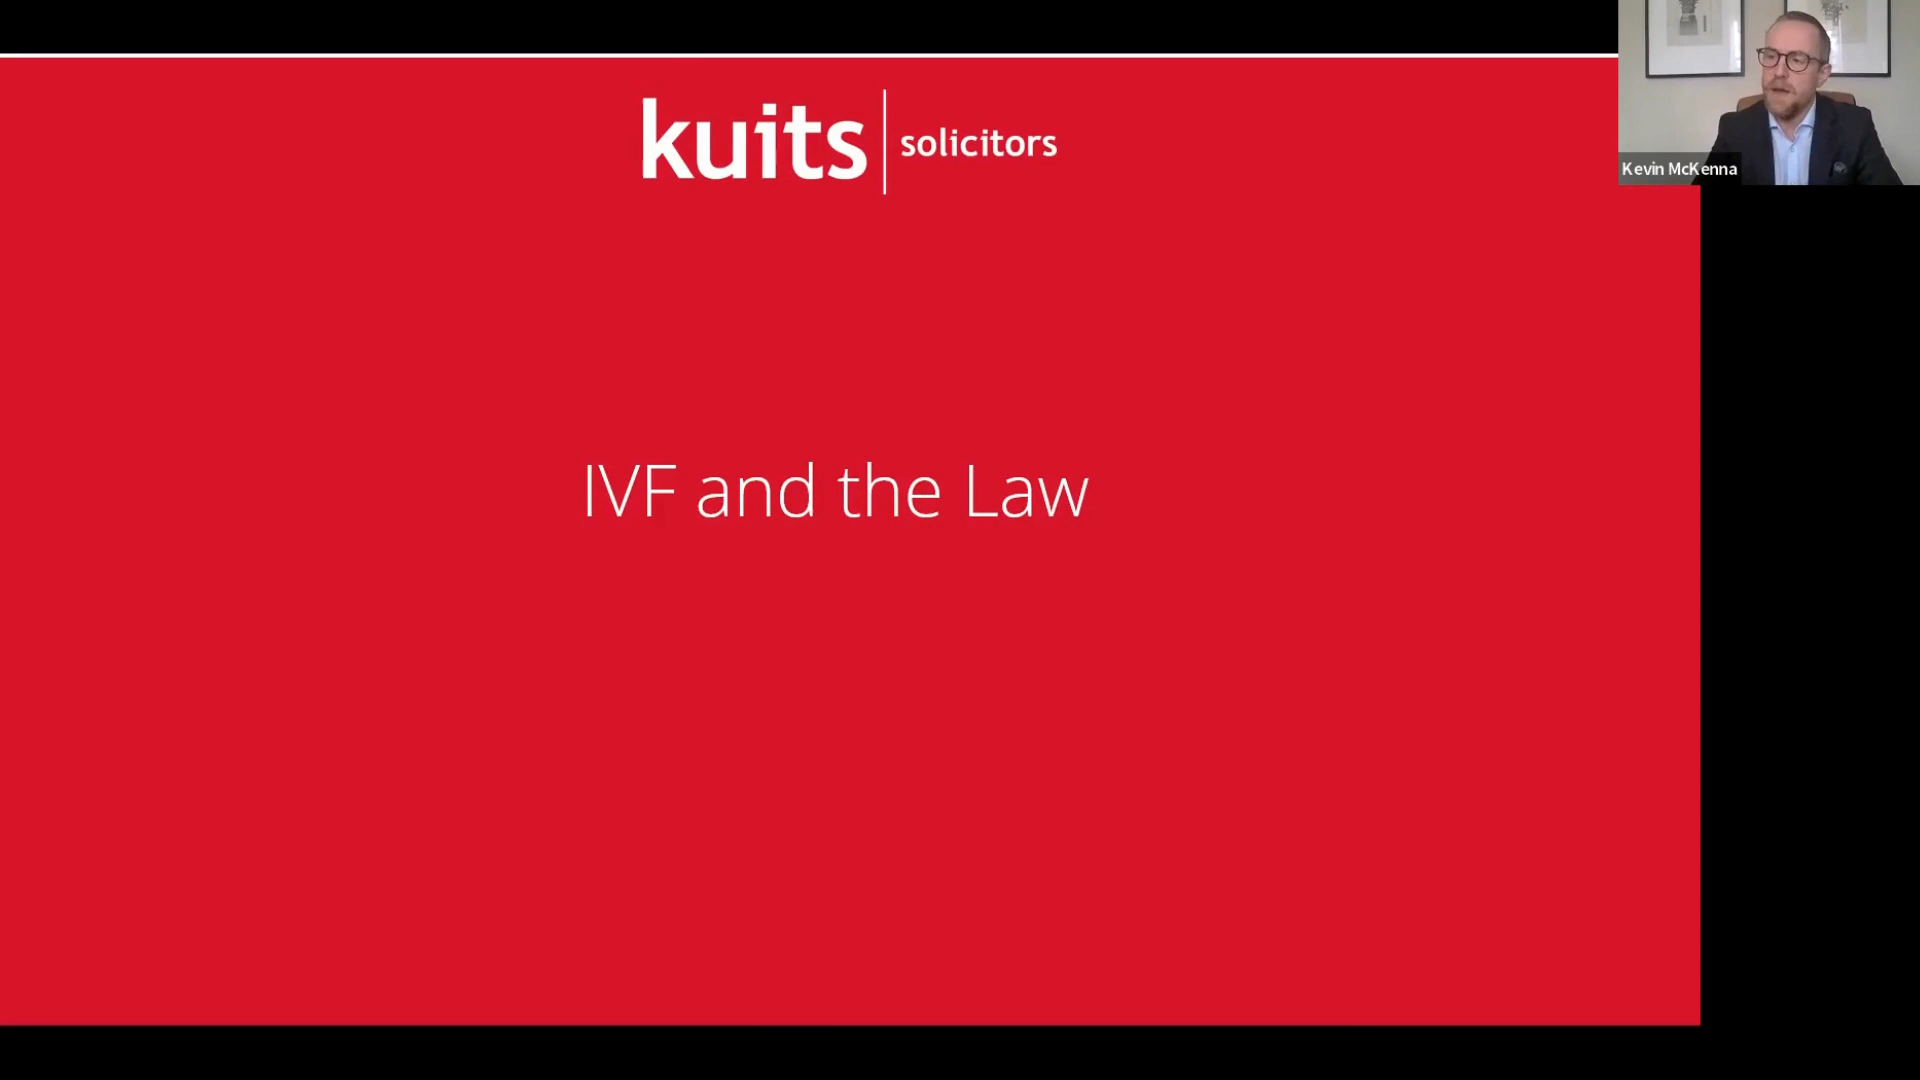 kuits solicitors
IVF and the Law
Kevin McKenna